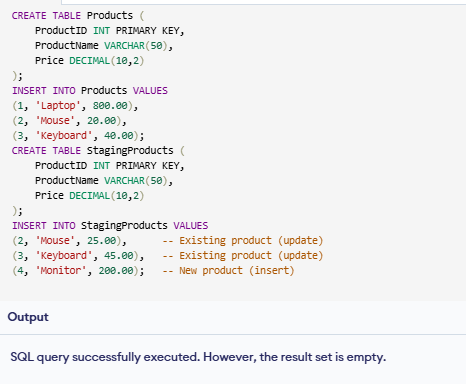 CREATE TABLE Products (
    ProductID INT PRIMARY KEY,
    ProductName VARCHAR(50),
    Price DECIMAL(10,2)
);
INSERT INTO Products VALUES
(1, 'Laptop', 800.00),
(2, 'Mouse', 20.00),
(3, 'Keyboard', 40.00);
CREATE TABLE StagingProducts (
    ProductID INT PRIMARY KEY,
    ProductName VARCHAR(50),
    Price DECIMAL(10,2)
);
INSERT INTO StagingProducts VALUES
(2, 'Mouse', 25.00),      -- Existing product (update)
(3, 'Keyboard', 45.00),   -- Existing product (update)
(4, 'Monitor', 200.00);   -- New product (insert)
Output
SQL query successfully executed. However, the result set is empty.